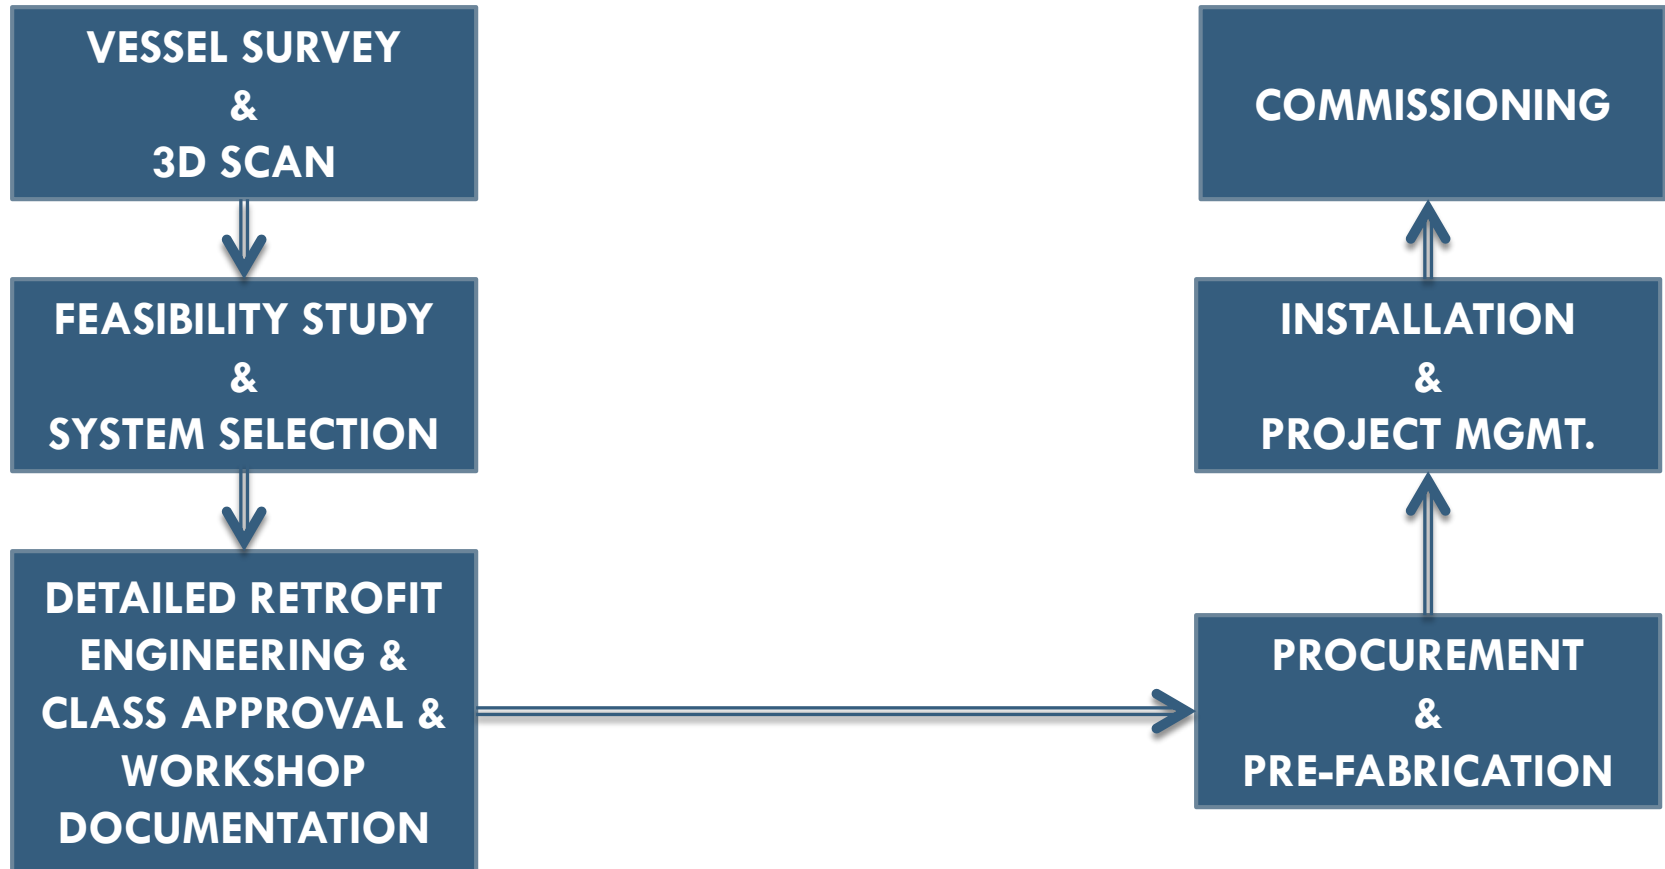 VESSEL SURVEY
&
3D SCAN
FEASIBILITY STUDY
&
SYSTEM SELECTION
DETAILED RETROFIT
ENGINEERING &
CLASS APPROVAL &
WORKSHOP
DOCUMENTATION
PROCUREMENT
&
PRE-FABRICATION
INSTALLATION
&
PROJECT MGMT.
COMMISSIONING